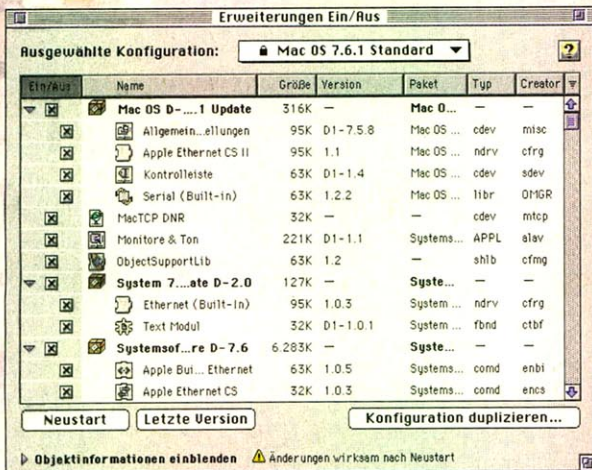 Erweiterungen Ein/Aus
Ausgewählte Konfiguration: Mac OS 7.6.1 Standard ?
Ein/Aus Name Größe Version Paket Typ Creator
Mac OS D-....1 Update 316K — Mac O... — —
Allgemein...ellungen 95K D1-7.5.8 Mac OS ... cdev misc
Apple Ethernet CS II 95K 1.1 Mac OS ... ndrv cfrg
Kontrolleiste 63K D1-1.4 Mac OS ... cdev sdev
Serial (Built-in) 63K 1.2.2 Mac OS ... libr OMGR
MacTCP DNR 32K — — cdev mtcp
Monitore & Ton 221K D1-1.1 Systems... APPL alav
ObjectSupportLib 63K 1.2 — shlb cfmg
System 7....ate D-2.0 127K — Syste... — —
Ethernet (Built-In) 95K 1.0.3 System ... ndrv cfrg
Text Modul 32K D1-1.0.1 System ... fbnd ctbf
Systemsof...re D-7.6 6.283K — Syste... — —
Apple Bui... Ethernet 63K 1.0.5 Systems... comd enbi
Apple Ethernet CS 32K 1.0.3 Systems... comd encs
Neustart Letzte Version Konfiguration duplizieren...
Objektinformationen einblenden Änderungen wirksam nach Neustart